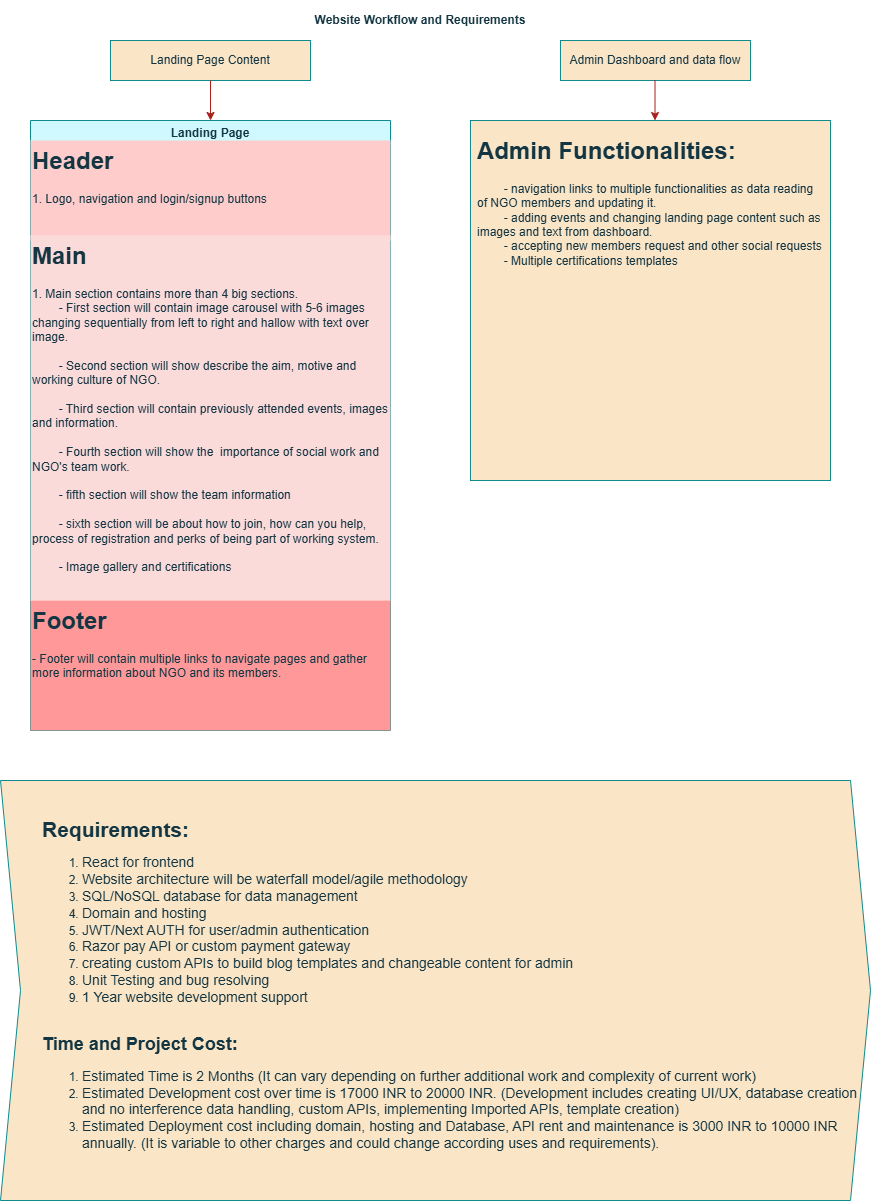 Website Workflow and Requirements
Landing Page Content
Admin Dashboard and data flow
Landing Page
Header
1. Logo, navigation and login/signup buttons
Main
1. Main section contains more than 4 big sections.
- First section will contain image carousel with 5-6 images
changing sequentially from left to right and hallow with text over
image.
- Second section will show describe the aim, motive and
working culture of NGO.
- Third section will contain previously attended events, images
and information.
- Fourth section will show the  importance of social work and
NGO's team work.
- fifth section will show the team information
- sixth section will be about how to join, how can you help,
process of registration and perks of being part of working system.
- Image gallery and certifications
Footer
- Footer will contain multiple links to navigate pages and gather
more information about NGO and its members.
Admin Functionalities:
- navigation links to multiple functionalities as data reading
of NGO members and updating it.
- adding events and changing landing page content such as
images and text from dashboard.
- accepting new members request and other social requests
- Multiple certifications templates
Requirements:
1. React for frontend
2. Website architecture will be waterfall model/agile methodology
3. SQL/NoSQL database for data management
4. Domain and hosting
5. JWT/Next AUTH for user/admin authentication
6. Razor pay API or custom payment gateway
7. creating custom APIs to build blog templates and changeable content for admin
8. Unit Testing and bug resolving
9. 1 Year website development support
Time and Project Cost:
1. Estimated Time is 2 Months (It can vary depending on further additional work and complexity of current work)
2. Estimated Development cost over time is 17000 INR to 20000 INR. (Development includes creating UI/UX, database creation
and no interference data handling, custom APIs, implementing Imported APIs, template creation)
3. Estimated Deployment cost including domain, hosting and Database, API rent and maintenance is 3000 INR to 10000 INR
annually. (It is variable to other charges and could change according uses and requirements).